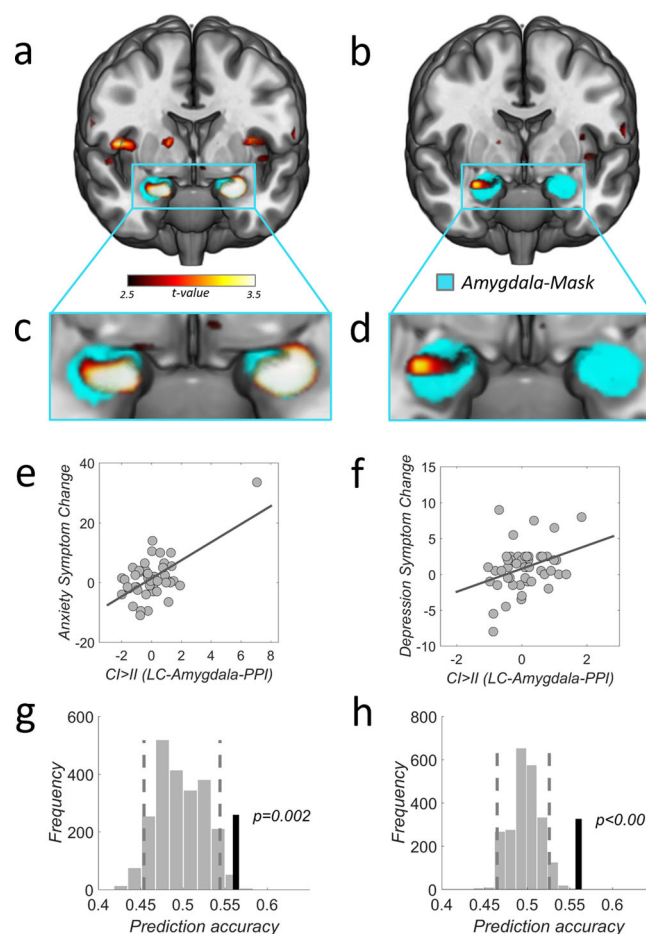 a
b
2.5 t-value 3.5
Amygdala-Mask
c
d
e
f
Anxiety Symptom Change
40
20
0
-20
-2 0 2 4 6 8
CI>II (LC-Amygdala-PPI)
Depression Symptom Change
15
10
5
0
-5
-10
-2 0 2
CI>II (LC-Amygdala-PPI)
g
h
Frequency
600
400
200
0
p=0.002
0.4 0.45 0.5 0.55 0.6
Prediction accuracy
Frequency
800
600
400
200
0
p<0.00
0.4 0.45 0.5 0.55 0.6
Prediction accuracy